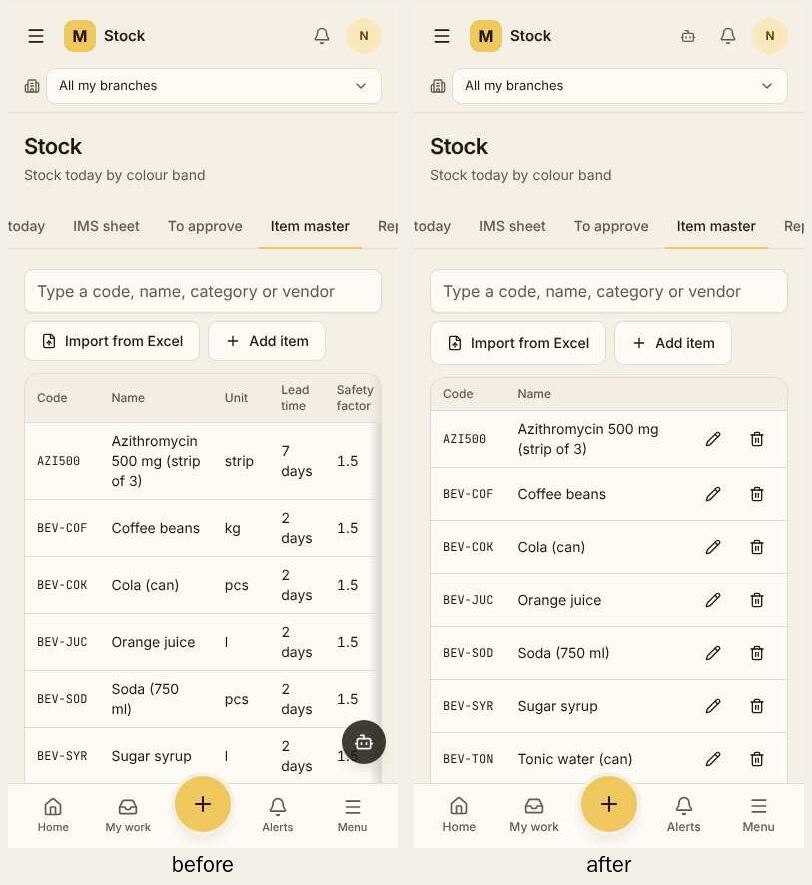 M Stock N
All my branches
Stock
Stock today by colour band
today IMS sheet To approve Item master Rep
Type a code, name, category or vendor
Import from Excel + Add item
Code Name Unit Lead time Safety factor
AZI500 Azithromycin 500 mg (strip of 3) strip 7 days 1.5
BEV-COF Coffee beans kg 2 days 1.5
BEV-COK Cola (can) pcs 2 days 1.5
BEV-JUC Orange juice l 2 days 1.5
BEV-SOD Soda (750 ml) pcs 2 days 1.5
BEV-SYR Sugar syrup l 2 days 1.5
Home My work + Alerts Menu
before
M Stock N
All my branches
Stock
Stock today by colour band
today IMS sheet To approve Item master Rep
Type a code, name, category or vendor
Import from Excel + Add item
Code Name
AZI500 Azithromycin 500 mg (strip of 3)
BEV-COF Coffee beans
BEV-COK Cola (can)
BEV-JUC Orange juice
BEV-SOD Soda (750 ml)
BEV-SYR Sugar syrup
BEV-TON Tonic water (can)
Home My work + Alerts Menu
after